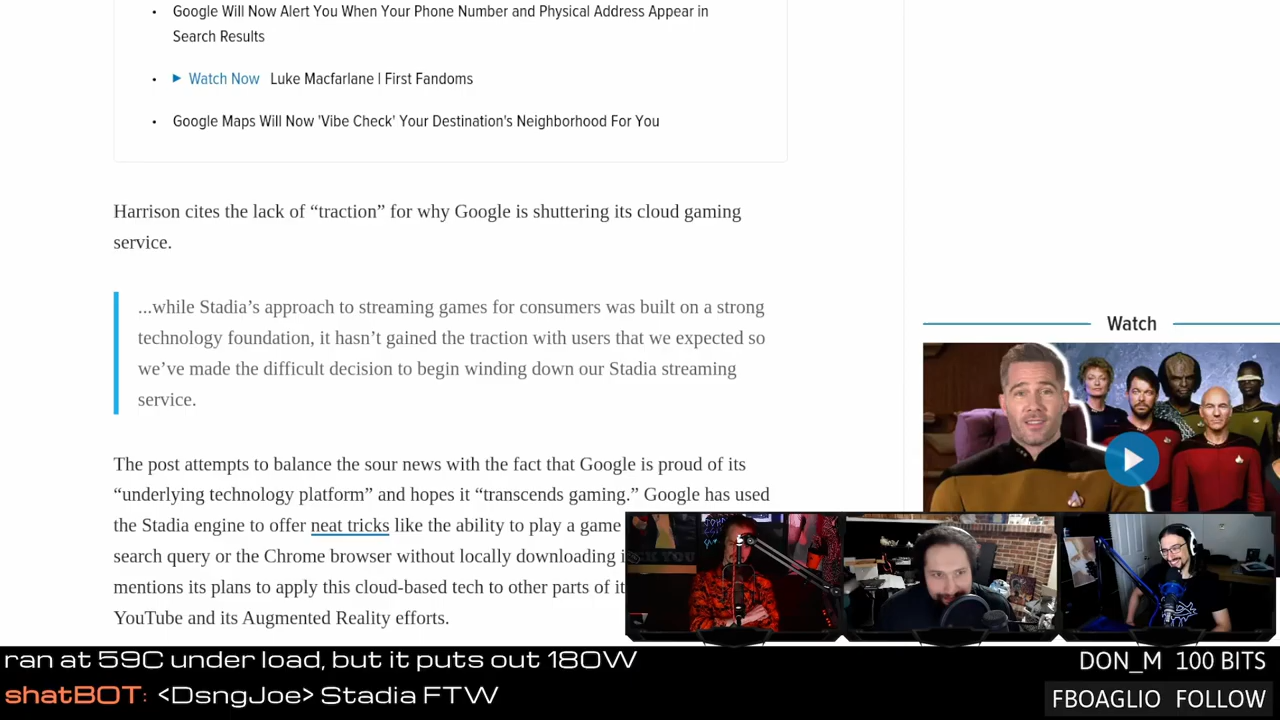 Google Will Now Alert You When Your Phone Number and Physical Address Appear in
Search Results
Watch Now Luke Macfarlane | First Fandoms
Google Maps Will Now 'Vibe Check' Your Destination's Neighborhood For You
Harrison cites the lack of “traction” for why Google is shuttering its cloud gaming
service.
...while Stadia’s approach to streaming games for consumers was built on a strong
technology foundation, it hasn’t gained the traction with users that we expected so
we’ve made the difficult decision to begin winding down our Stadia streaming
service.
Watch
The post attempts to balance the sour news with the fact that Google is proud of its
“underlying technology platform” and hopes it “transcends gaming.” Google has used
the Stadia engine to offer neat tricks like the ability to play a game
search query or the Chrome browser without locally downloading
mentions its plans to apply this cloud-based tech to other parts of
YouTube and its Augmented Reality efforts.
ran at 59C under load, but it puts out 180W
shatBOT: <DsngJoe> Stadia FTW
DON_M 100 BITS
FBOAGLIO FOLLOW